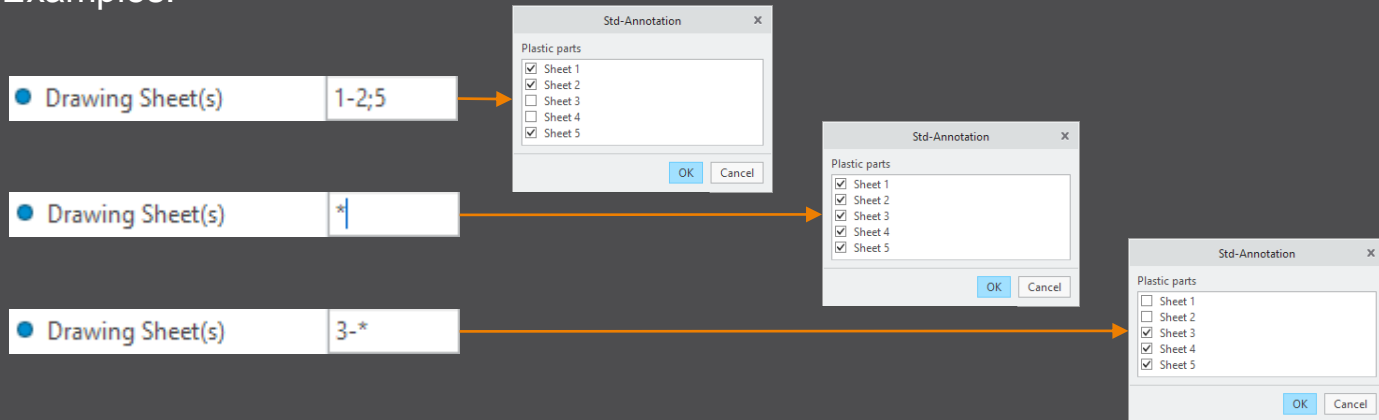 Examples:
Std-Annotation x
Plastic parts
Sheet 1
Sheet 2
Sheet 3
Sheet 4
Sheet 5
OK Cancel
Drawing Sheet(s) 1-2;5
Std-Annotation x
Plastic parts
Sheet 1
Sheet 2
Sheet 3
Sheet 4
Sheet 5
OK Cancel
Drawing Sheet(s) *
Std-Annotation x
Plastic parts
Sheet 1
Sheet 2
Sheet 3
Sheet 4
Sheet 5
OK Cancel
Drawing Sheet(s) 3-*